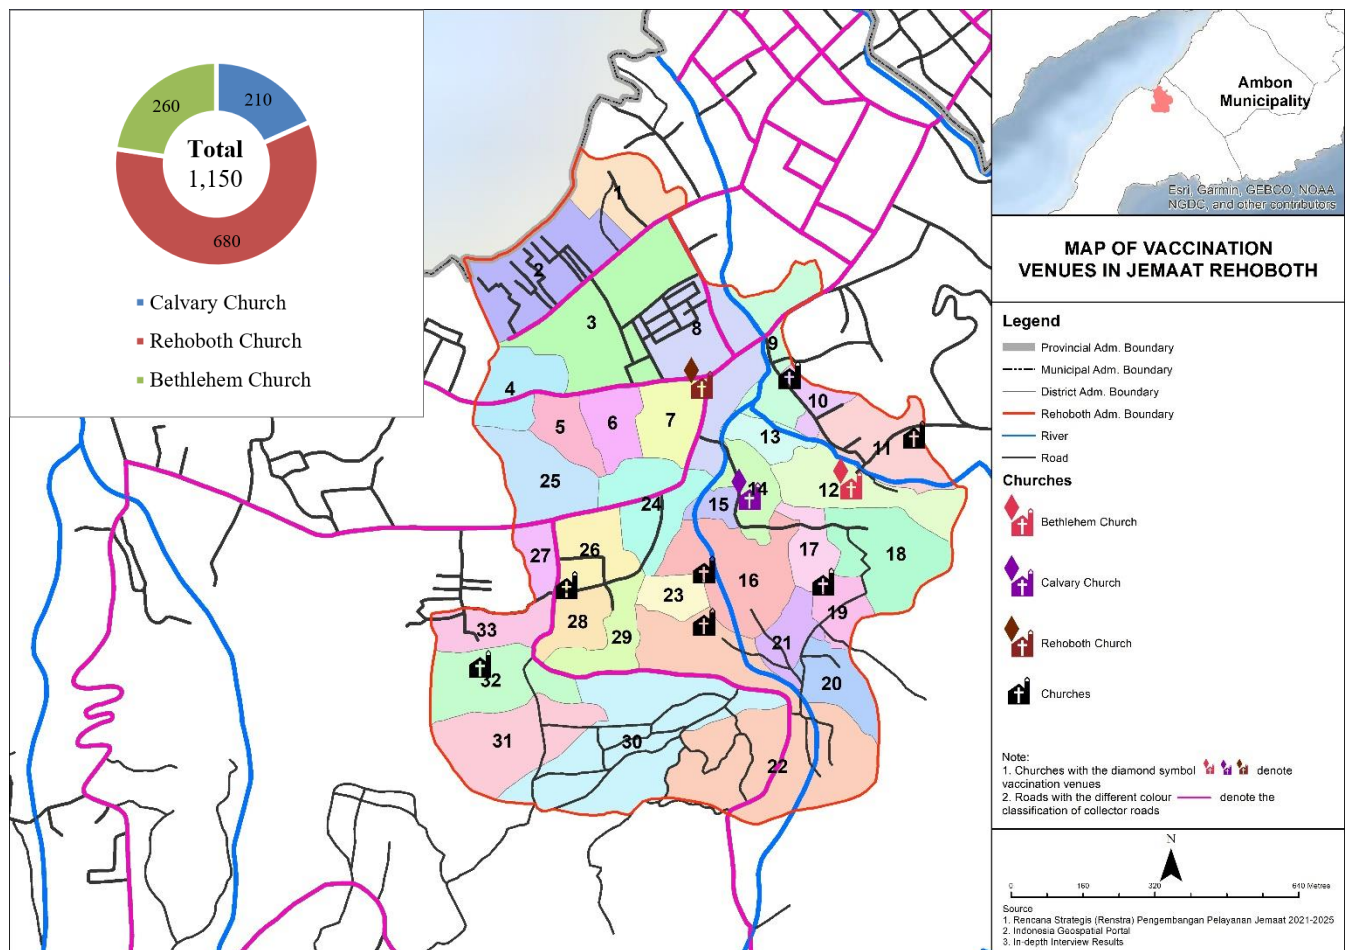 260
210
Total
1,150
680
Calvary Church
Rehoboth Church
Bethlehem Church
1
2
3
8
9
4
10
5
6
7
13
11
25
12
14
15
24
27
26
17
18
16
23
19
33
28
29
21
32
20
31
30
22
Ambon
Municipality
Esri, Garmin, GEBCO, NOAA
NGDC, and other contributors
MAP OF VACCINATION
VENUES IN JEMAAT REHOBOTH
Legend
Provincial Adm. Boundary
Municipal Adm. Boundary
District Adm. Boundary
Rehoboth Adm. Boundary
River
Road
Churches
Bethlehem Church
Calvary Church
Rehoboth Church
Churches
Note:
1. Churches with the diamond symbol denote
vaccination venues
2. Roads with the different colour denote the
classification of collector roads
N
0 160 320 640 Metres
Source
1. Rencana Strategis (Renstra) Pengembangan Pelayanan Jemaat 2021-2025
2. Indonesia Geospatial Portal
3. In-depth Interview Results